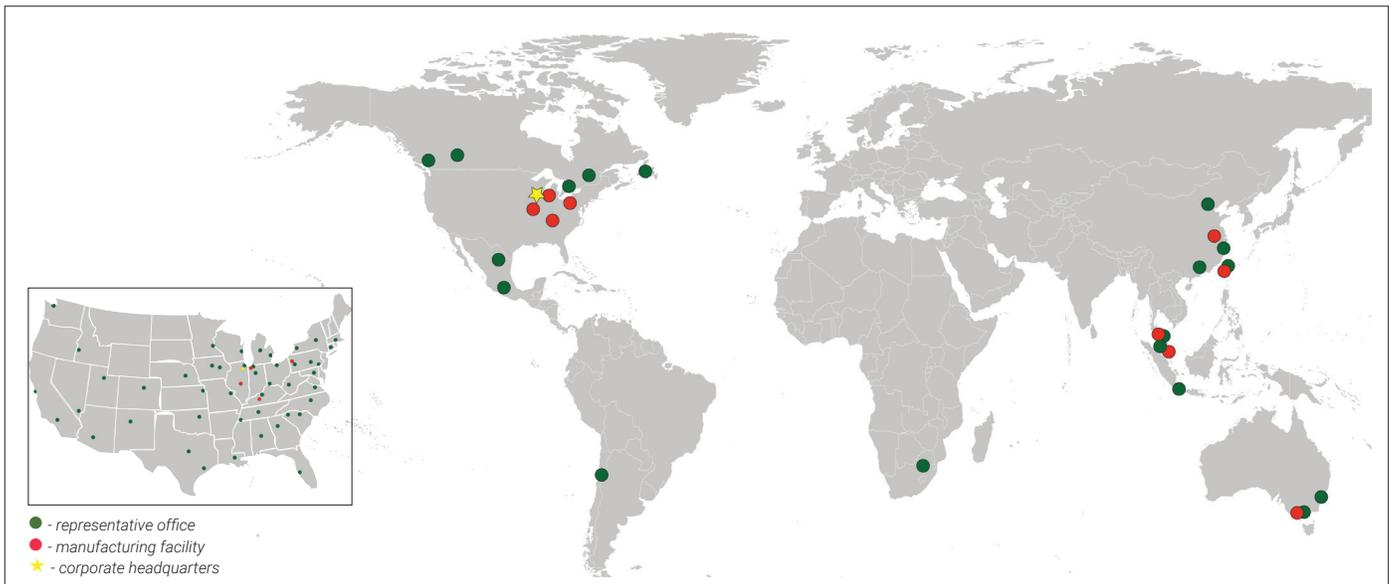 - representative office
- manufacturing facility
- corporate headquarters